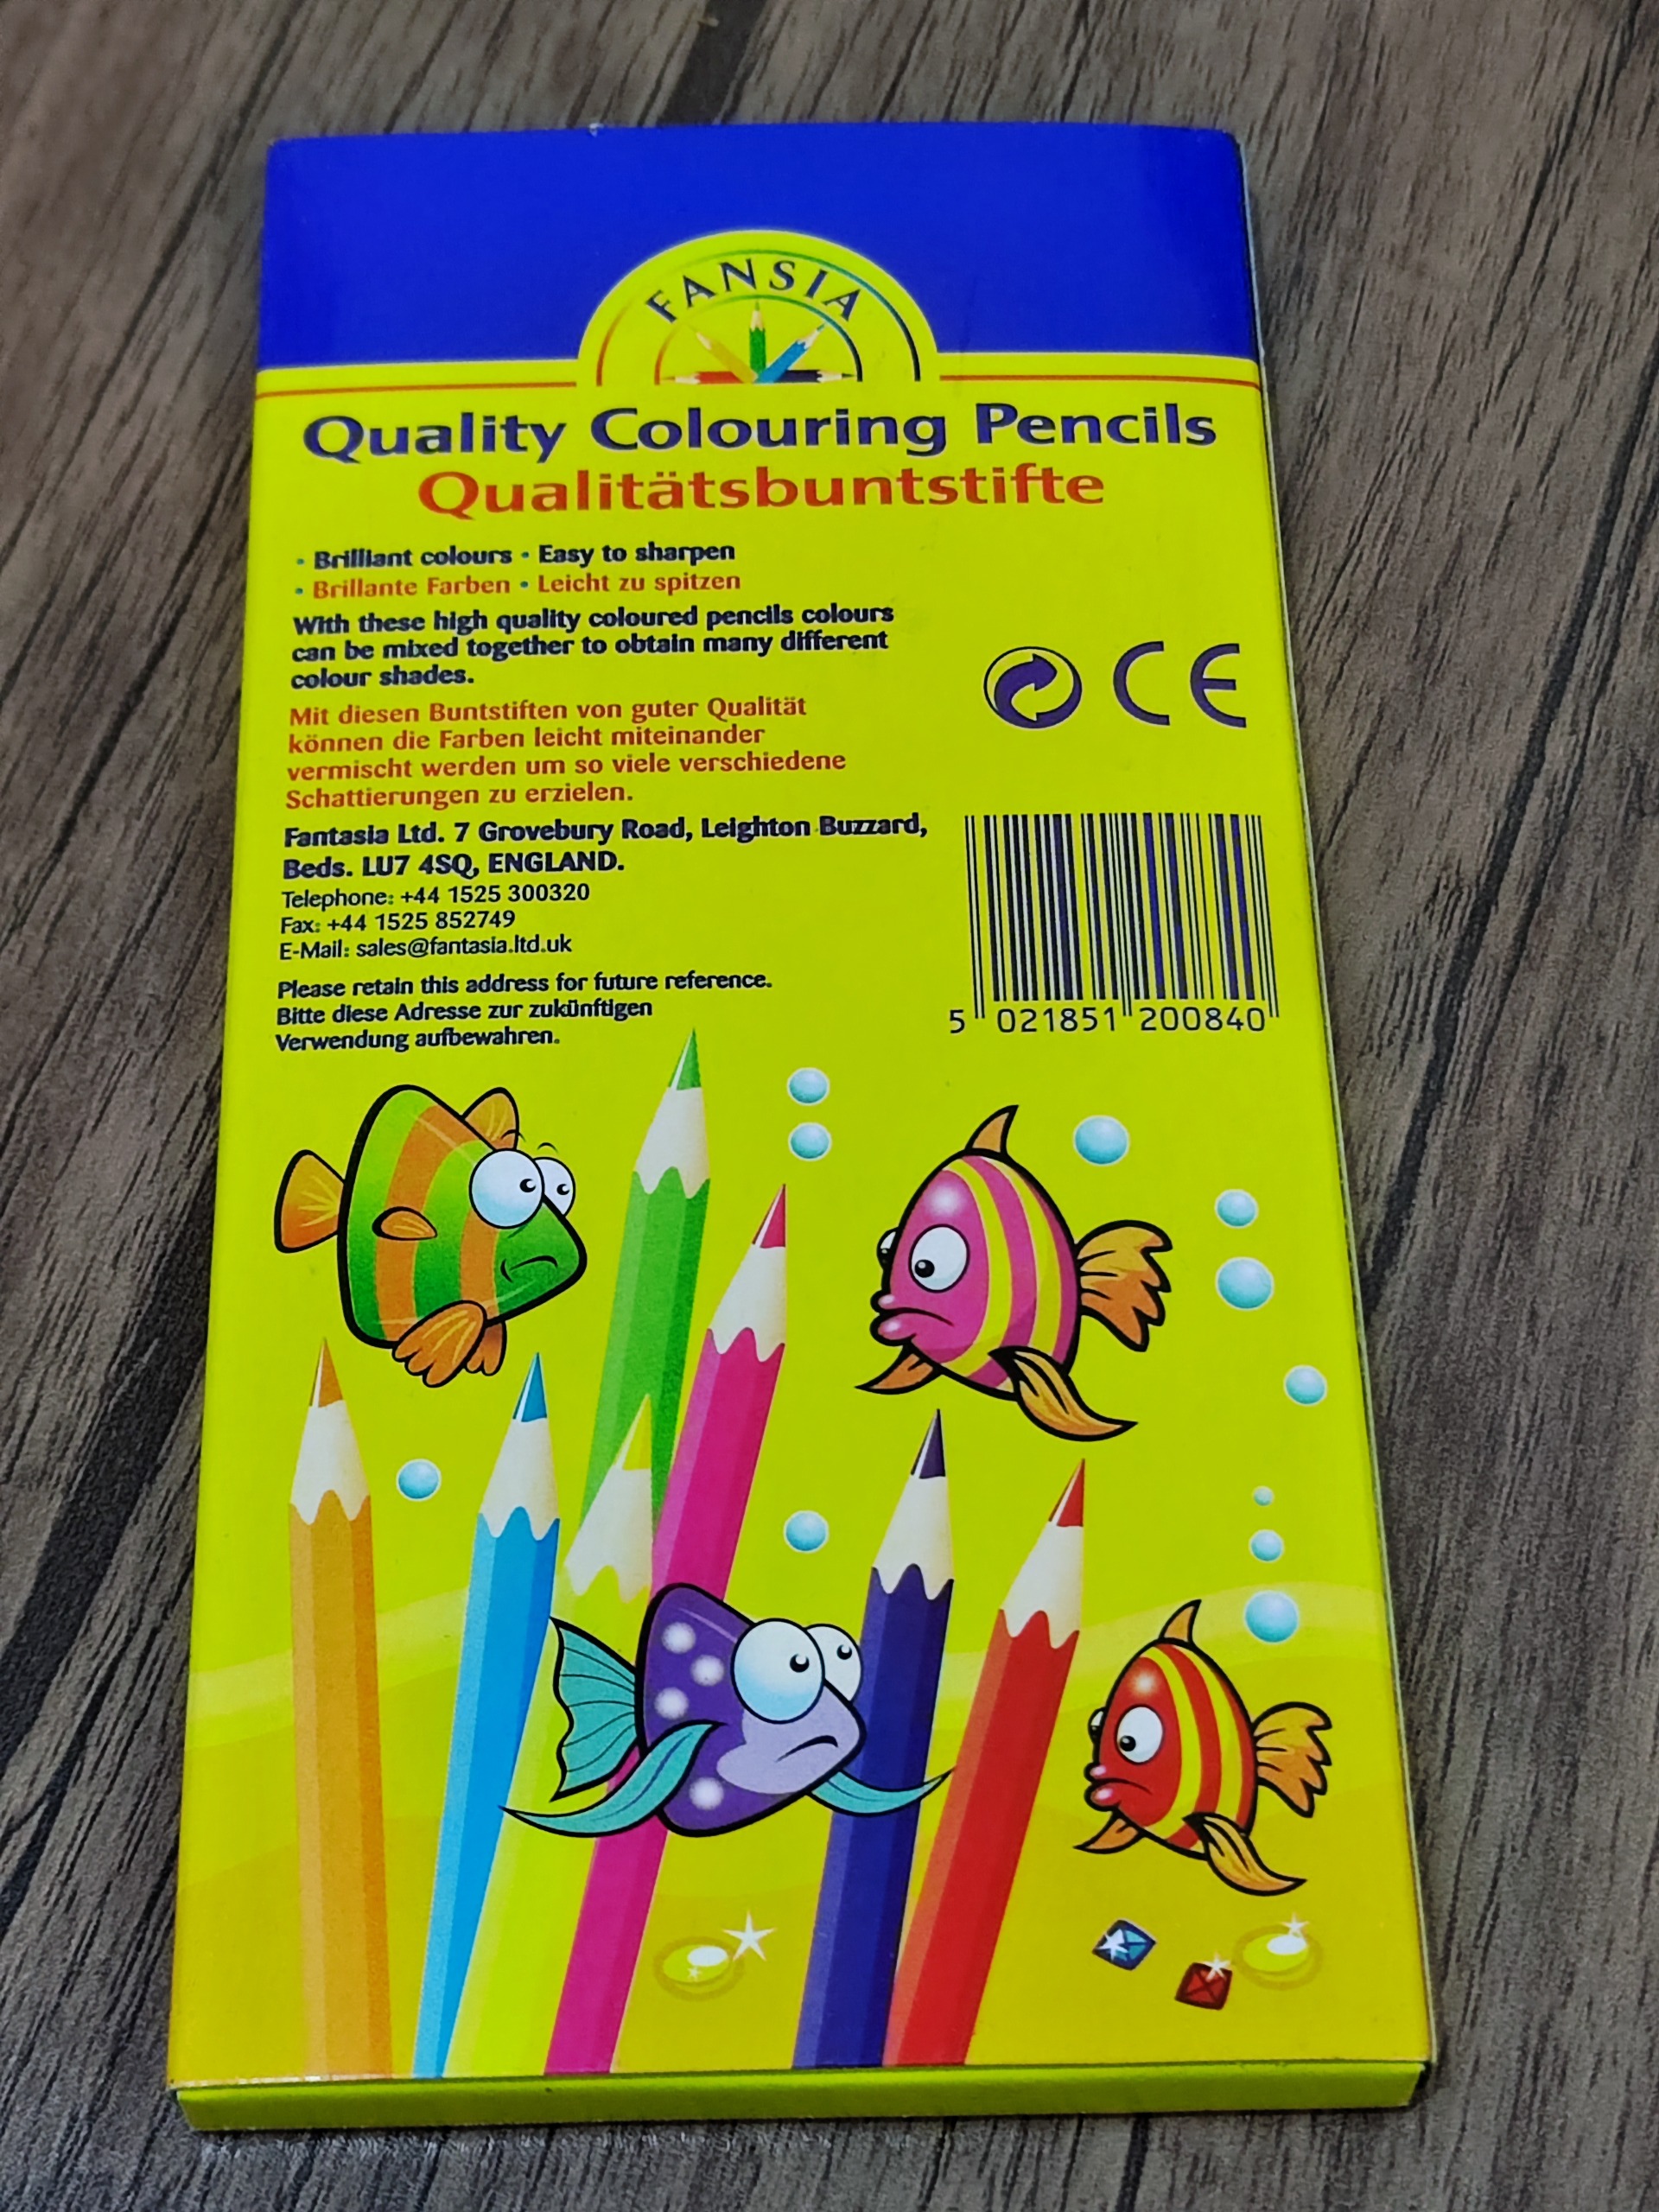 FANSIA
Quality Colouring Pencils
Qualitätsbuntstifte
• Brilliant colours • Easy to sharpen
• Brillante Farben • Leicht zu spitzen
With these high quality coloured pencils colours
can be mixed together to obtain many different
colour shades.
Mit diesen Buntstiften von guter Qualität
können die Farben leicht miteinander
vermischt werden um so viele verschiedene
Schattierungen zu erzielen.
CE
Fantasia Ltd. 7 Grovebury Road, Leighton Buzzard,
Beds. LU7 4SQ, ENGLAND.
Telephone: +44 1525 300320
Fax: +44 1525 852749
E-Mail: sales@fantasia.ltd.uk
Please retain this address for future reference.
Bitte diese Adresse zur zukünftigen
Verwendung aufbewahren.
5 021851 200840